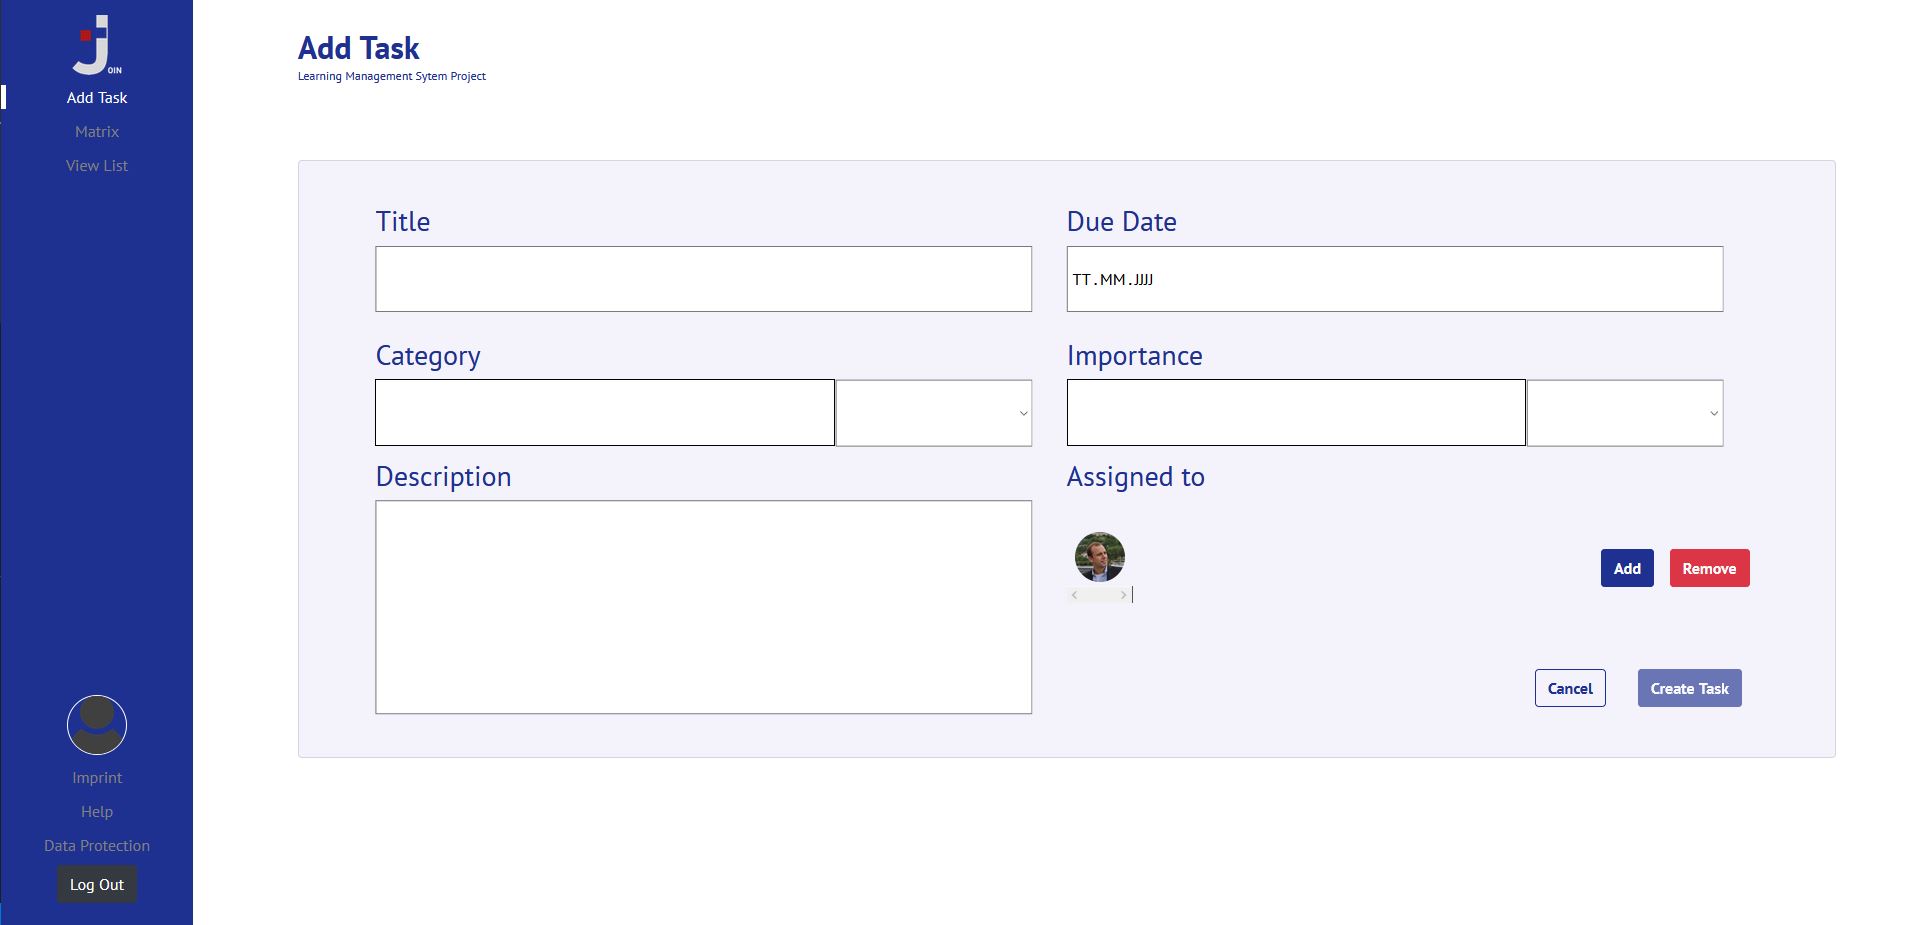 OIN
Add Task
Matrix
View List
Imprint
Help
Data Protection
Log Out
Add Task
Learning Management Sytem Project
Title
Due Date
TT.MM.JJJJ
Category
Importance
Description
Assigned to
Add
Remove
Cancel
Create Task